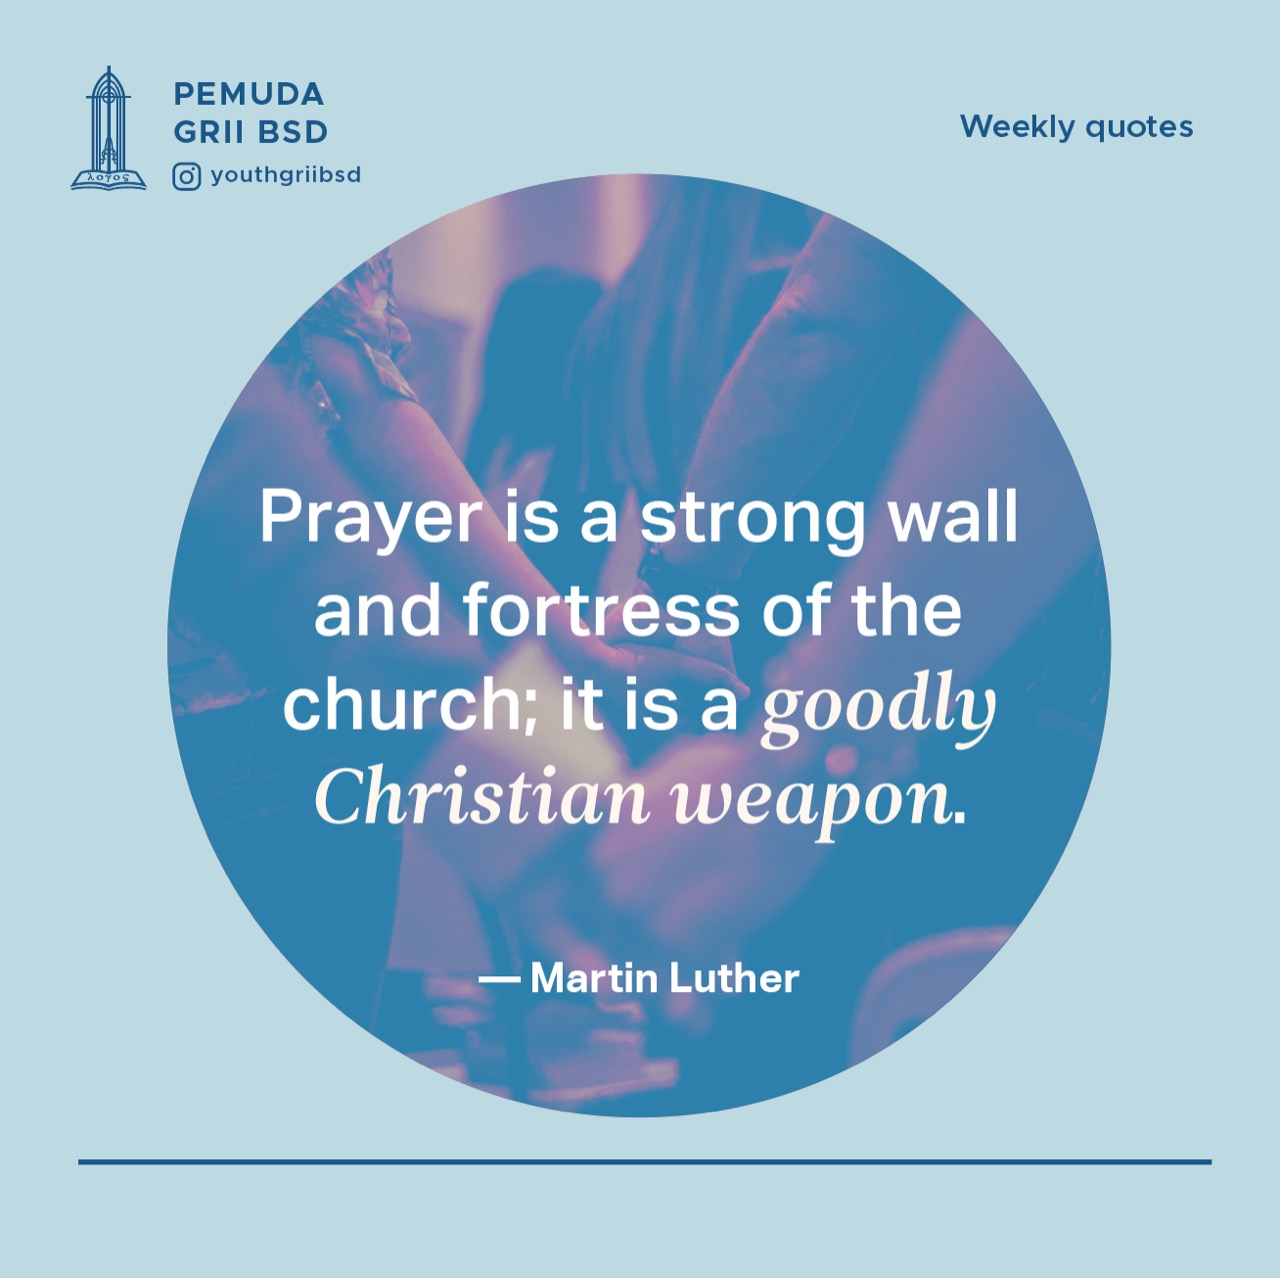 PEMUDA
GRII BSD
youthgriibsd
λογος
Weekly quotes
Prayer is a strong wall
and fortress of the
church; it is a goodly
Christian weapon.
— Martin Luther